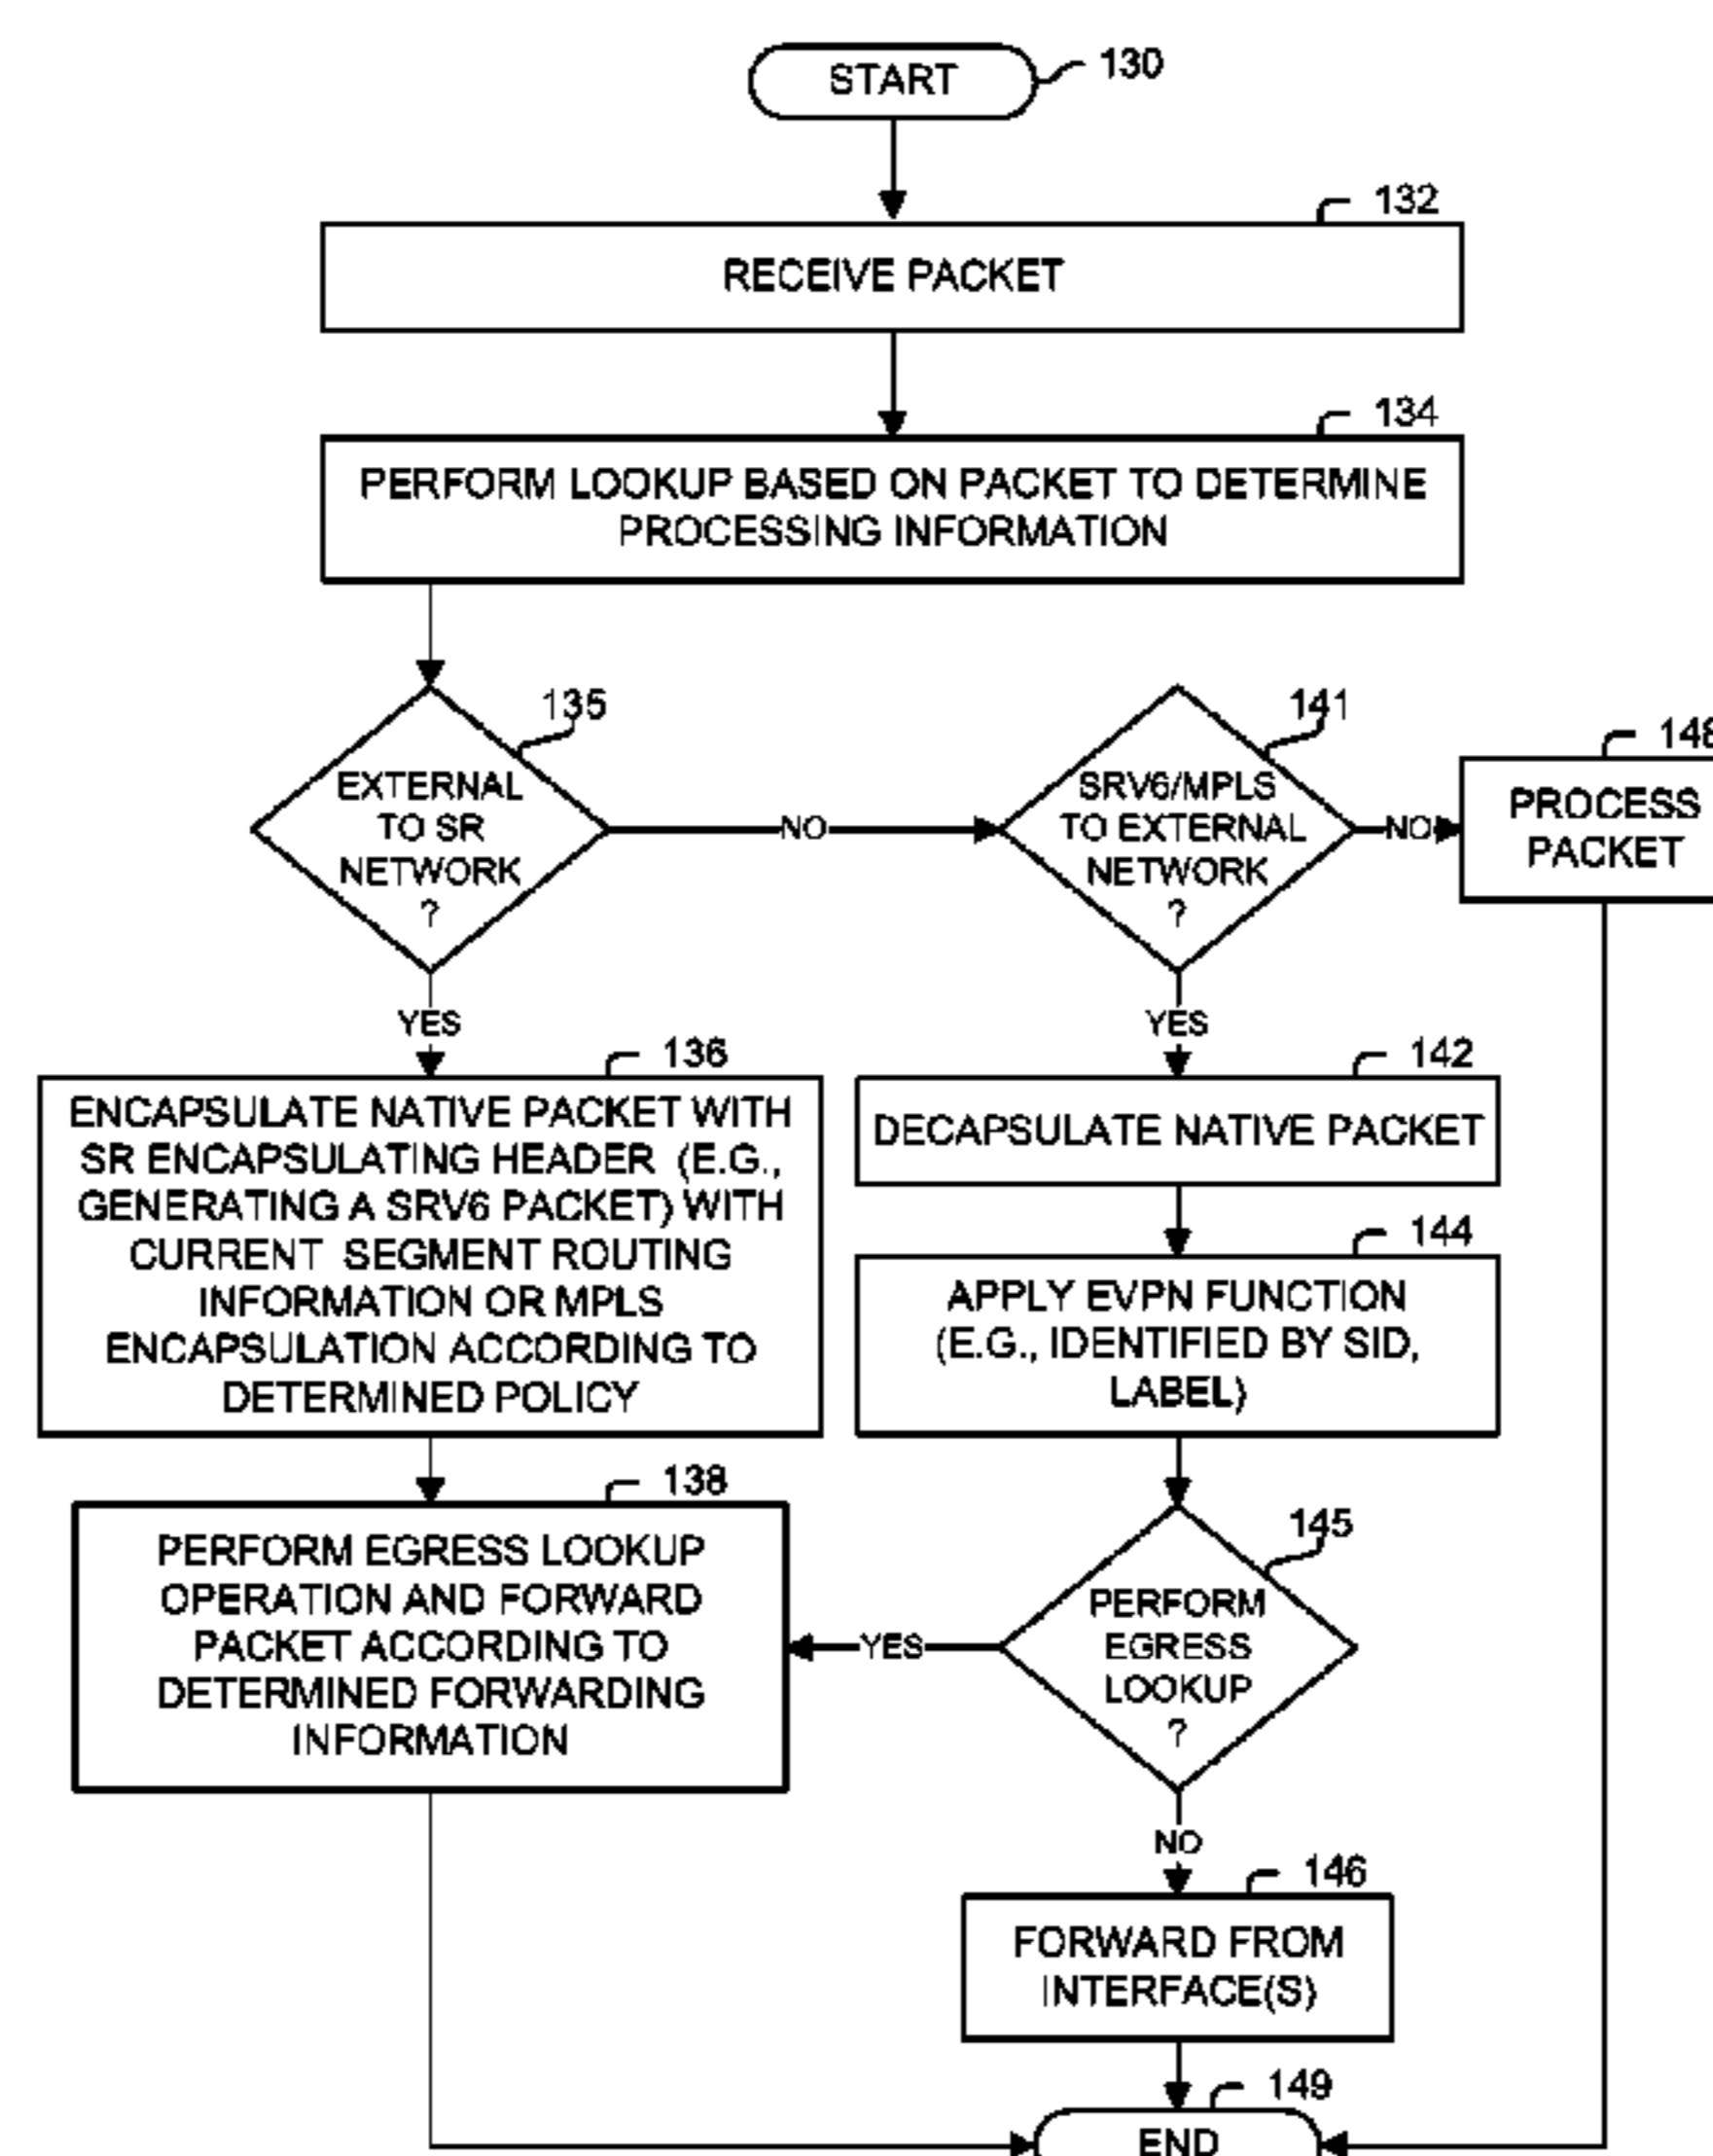 START
130
132
RECEIVE PACKET
134
PERFORM LOOKUP BASED ON PACKET TO DETERMINE
PROCESSING INFORMATION
135
EXTERNAL
TO SR
NETWORK
?
NO
141
SRV6/MPLS
TO EXTERNAL
NETWORK
?
NO
148
PROCESS
PACKET
YES
136
ENCAPSULATE NATIVE PACKET WITH
SR ENCAPSULATING HEADER (E.G.,
GENERATING A SRV6 PACKET) WITH
CURRENT SEGMENT ROUTING
INFORMATION OR MPLS
ENCAPSULATION ACCORDING TO
DETERMINED POLICY
YES
142
DECAPSULATE NATIVE PACKET
144
APPLY EVPN FUNCTION
(E.G., IDENTIFIED BY SID,
LABEL)
138
PERFORM EGRESS LOOKUP
OPERATION AND FORWARD
PACKET ACCORDING TO
DETERMINED FORWARDING
INFORMATION
145
PERFORM
EGRESS
LOOKUP
?
YES
NO
146
FORWARD FROM
INTERFACE(S)
149
END